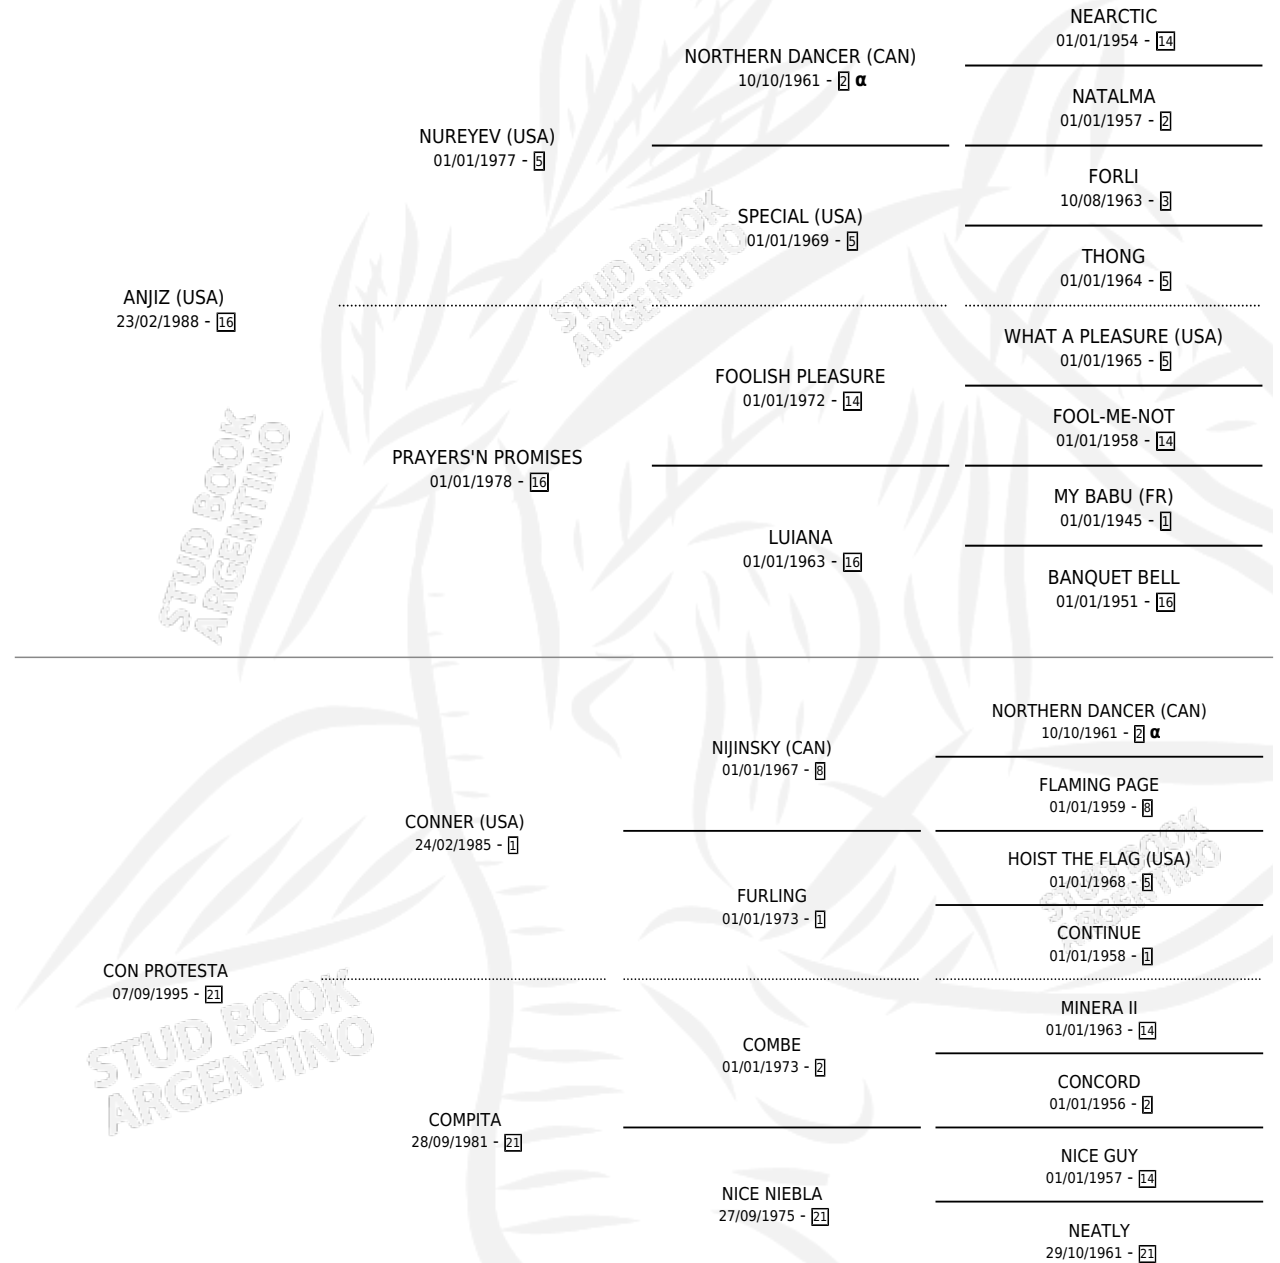 NEARCTIC
01/01/1954 - 14
NORTHERN DANCER (CAN)
10/10/1961 - 2 α
NATALMA
01/01/1957 - 2
NUREYEV (USA)
01/01/1977 - 5
FORLI
10/08/1963 - 3
SPECIAL (USA)
01/01/1969 - 5
THONG
01/01/1964 - 5
ANJIZ (USA)
23/02/1988 - 16
WHAT A PLEASURE (USA)
01/01/1965 - 5
FOOLISH PLEASURE
01/01/1972 - 14
FOOL-ME-NOT
01/01/1958 - 14
PRAYERS'N PROMISES
01/01/1978 - 16
MY BABU (FR)
01/01/1945 - 1
LUIANA
01/01/1963 - 16
BANQUET BELL
01/01/1951 - 16
NORTHERN DANCER (CAN)
10/10/1961 - 2 α
NIJINSKY (CAN)
01/01/1967 - 8
FLAMING PAGE
01/01/1959 - 8
CONNER (USA)
24/02/1985 - 1
HOIST THE FLAG (USA)
01/01/1968 - 5
FURLING
01/01/1973 - 1
CONTINUE
01/01/1958 - 1
CON PROTESTA
07/09/1995 - 21
MINERA II
01/01/1963 - 14
COMBE
01/01/1973 - 2
CONCORD
01/01/1956 - 2
COMPITA
28/09/1981 - 21
NICE GUY
01/01/1957 - 14
NICE NIEBLA
27/09/1975 - 21
NEATLY
29/10/1961 - 21
STUD BOOK
ARGENTINO
STUD BOOK
ARGENTINO
STUD BOOK
ARGENTINO
STUD BOOK
ARGENTINO